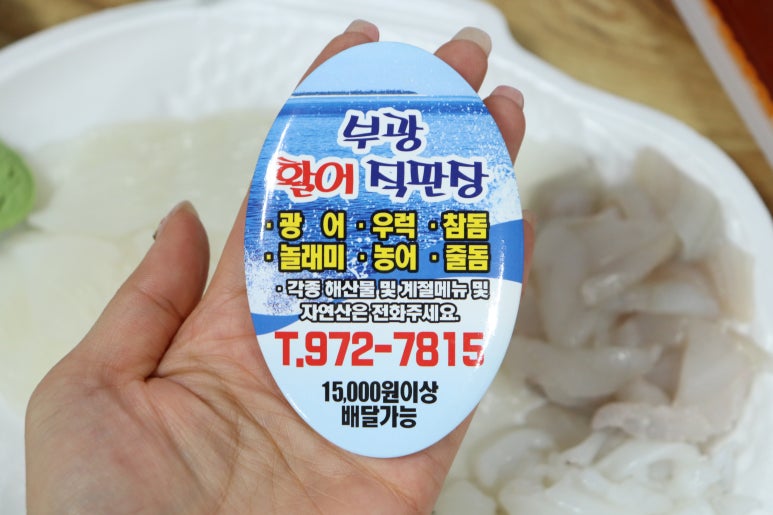 부광
활어 직판장
· 광 어 · 우럭 · 참돔
· 놀래미 · 농어 · 줄돔
· 각종 해산물 및 계절메뉴 및
자연산은 전화주세요.
T.972-7815
15,000원이상
배달가능